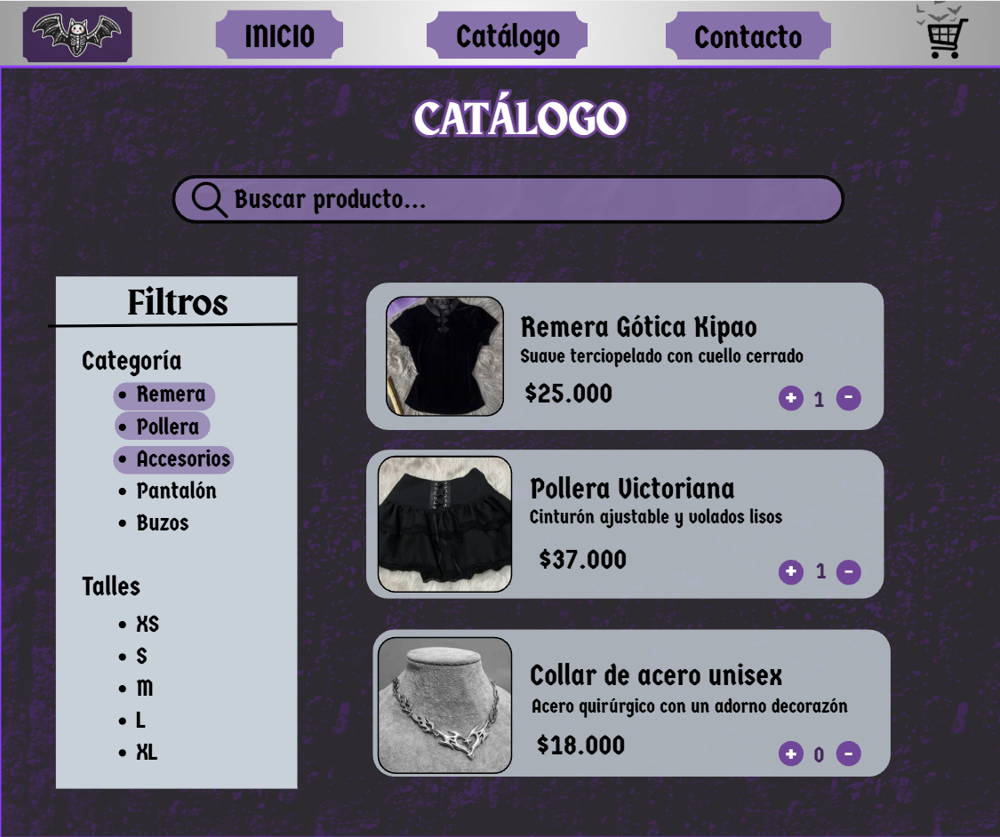 INICIO
Catálogo
Contacto
CATÁLOGO
Buscar producto...
Filtros
Categoría
• Remera
• Pollera
• Accesorios
• Pantalón
• Buzos
Talles
• XS
• S
• M
• L
• XL
Remera Gótica Kipao
Suave terciopelado con cuello cerrado
$25.000
+ 1 -
Pollera Victoriana
Cinturón ajustable y volados lisos
$37.000
+ 1 -
Collar de acero unisex
Acero quirúrgico con un adorno decorazón
$18.000
+ 0 -